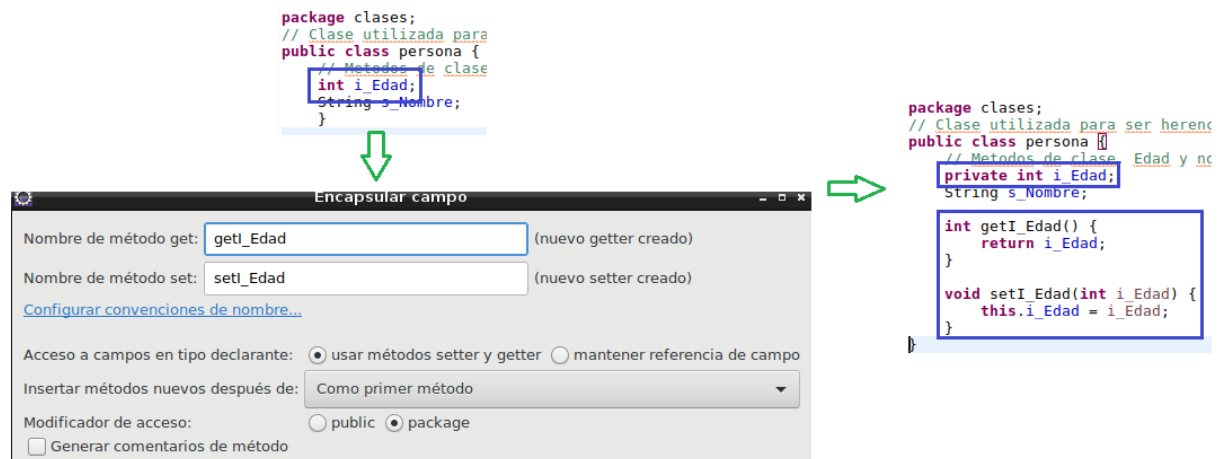 package clases;
// Clase utilizada para
public class persona {
// Metodos de clase
int i_Edad;
String s_Nombre;
}
Encapsular campo
Nombre de método get: getI_Edad (nuevo getter creado)
Nombre de método set: setI_Edad (nuevo setter creado)
Configurar convenciones de nombre...
Acceso a campos en tipo declarante: usar métodos setter y getter mantener referencia de campo
Insertar métodos nuevos después de: Como primer método
Modificador de acceso: public package
Generar comentarios de método
package clases;
// Clase utilizada para ser herenc
public class persona {
// Metodos de clase Edad y no
private int i_Edad;
String s_Nombre;
int getI_Edad() {
return i_Edad;
}
void setI_Edad(int i_Edad) {
this.i_Edad = i_Edad;
}
}